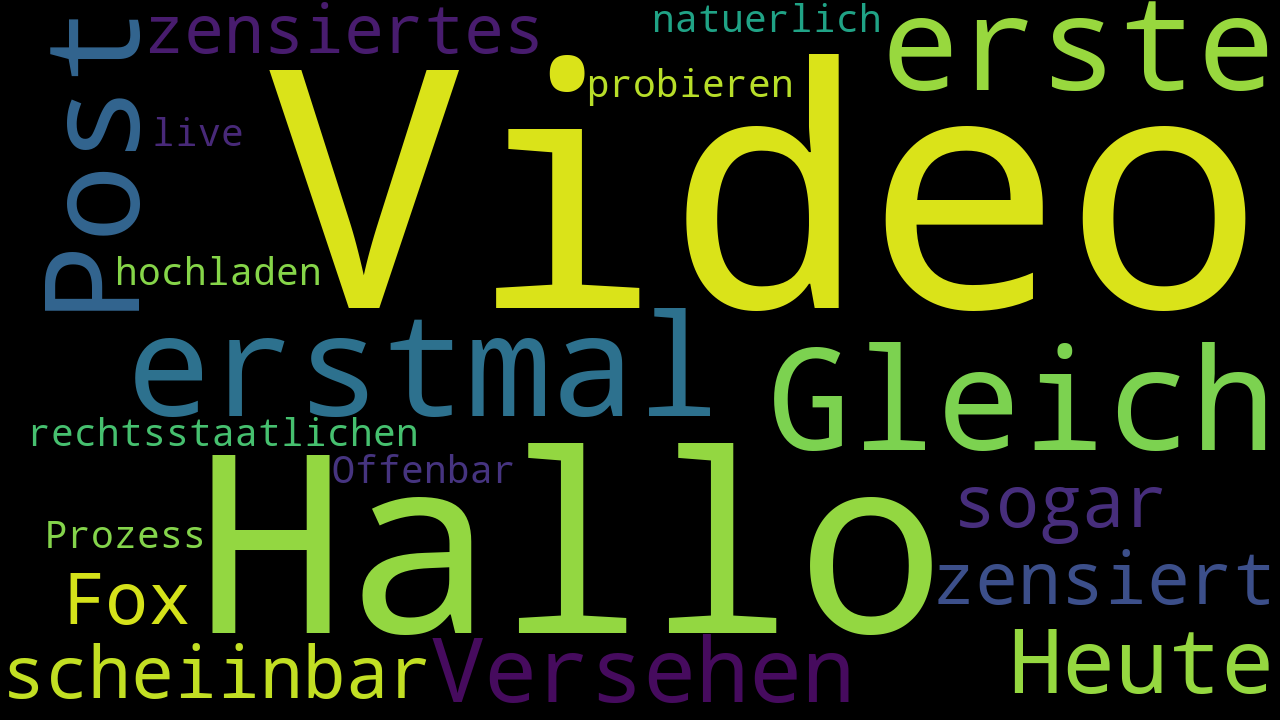 zensiertes
natuerlich
erste
Post
Video
probieren
live
hochladen
erstmal
Gleich
rechtsstaatlichen
Offenbar
Hallo
sogar
Prozess
zensiert
Fox
Heute
scheiinbar
Versehen